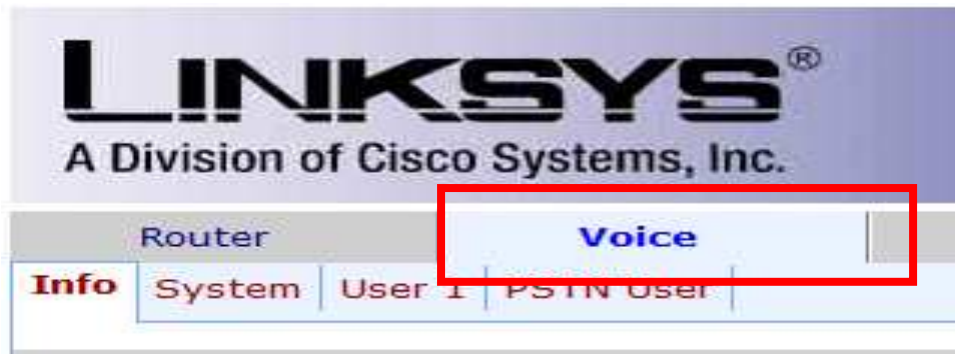 LINKSYS®
A Division of Cisco Systems, Inc.
Router Voice
Info System User 1 PSTN User